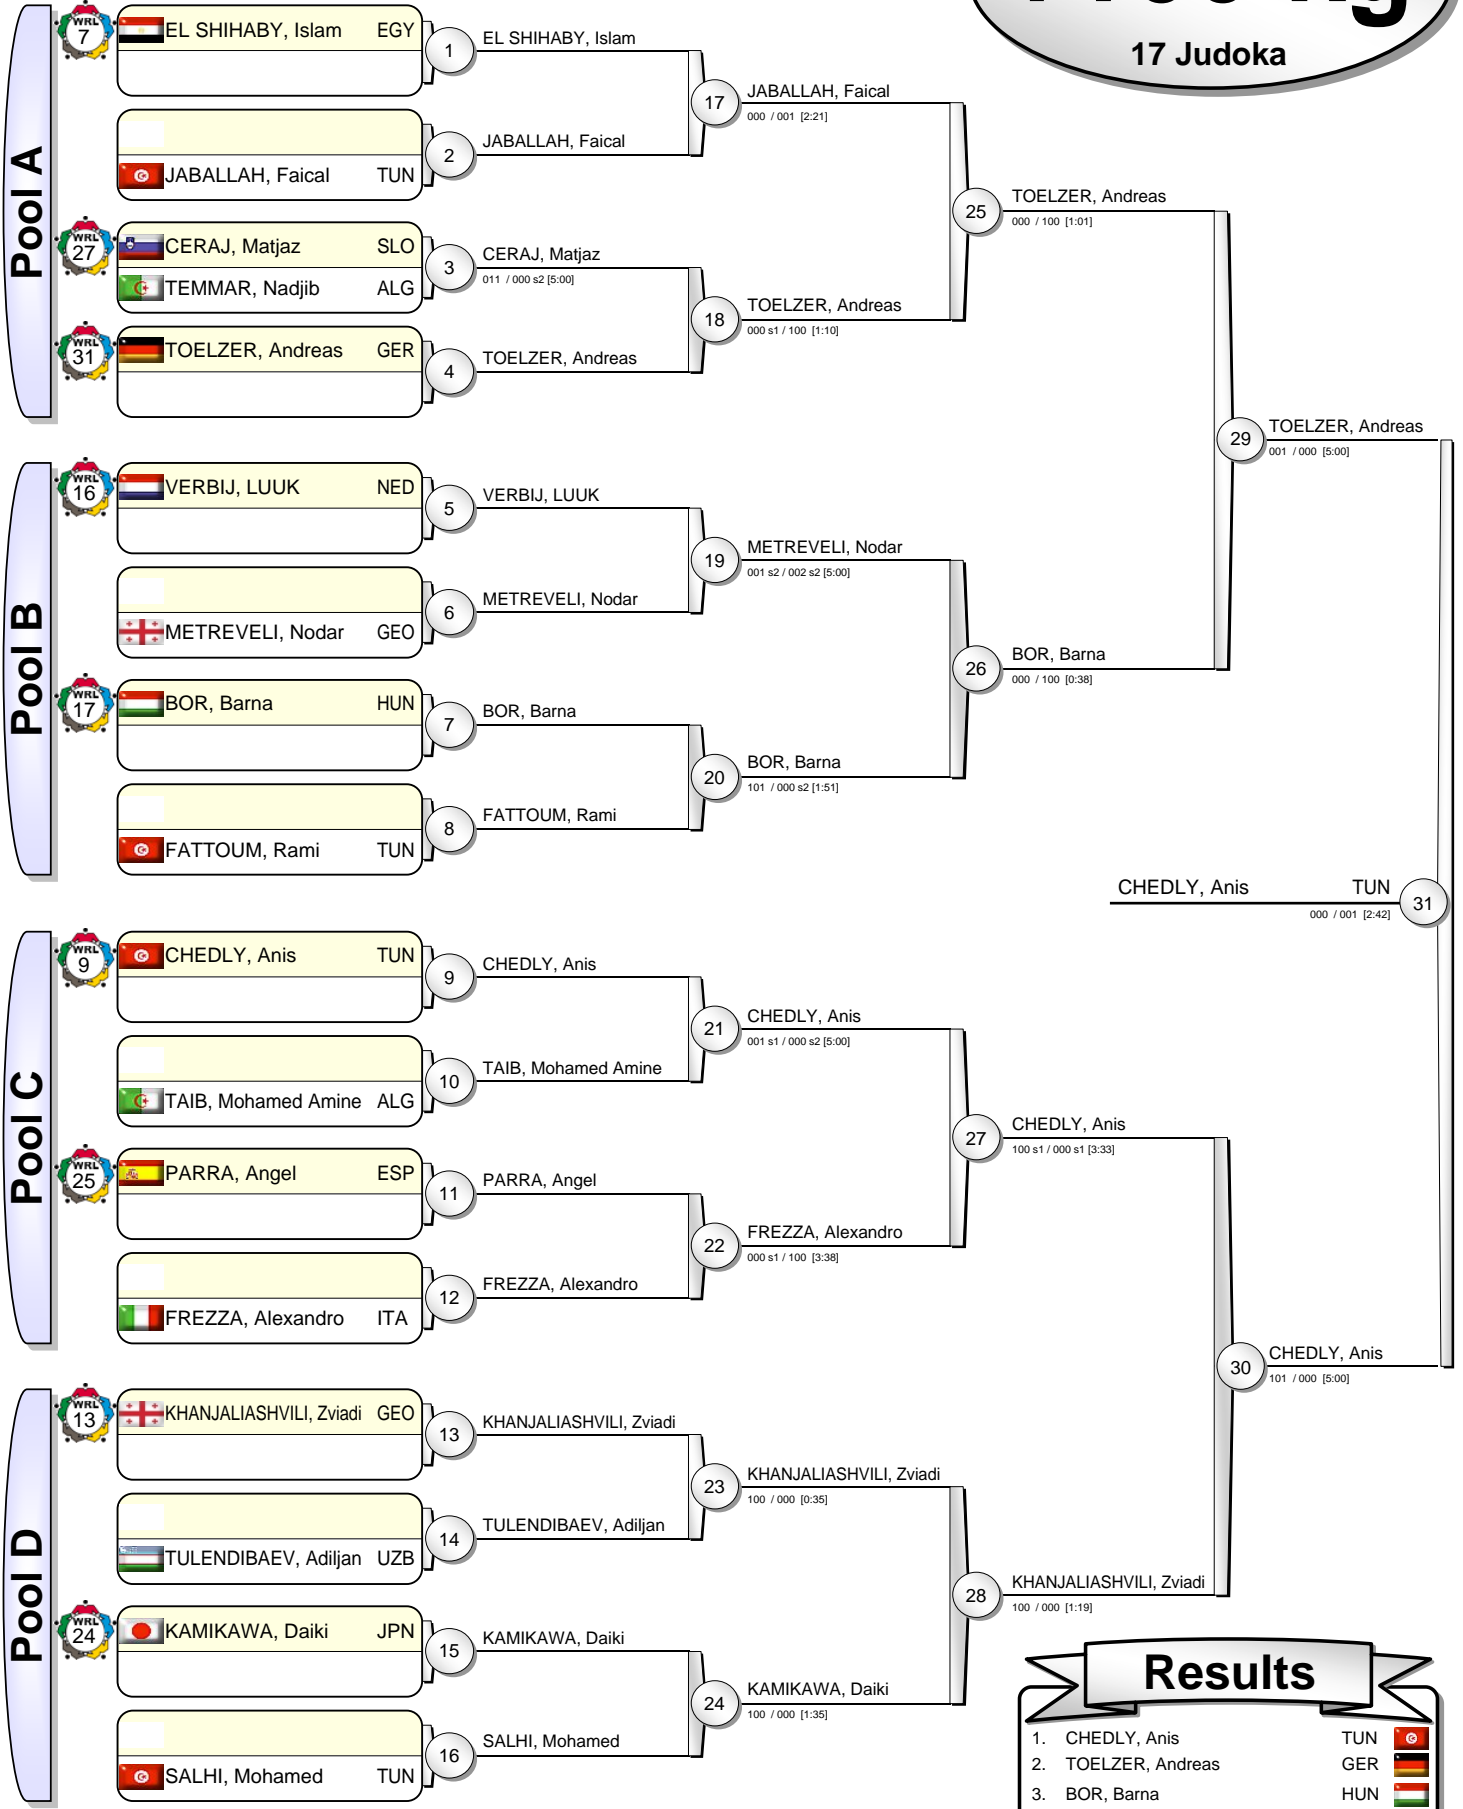 17 Judoka
Pool A
WRL 7 EL SHIHABY, Islam EGY
1 EL SHIHABY, Islam
17 JABALLAH, Faical
000 / 001 [2:21]
2 JABALLAH, Faical
JABALLAH, Faical TUN
25 TOELZER, Andreas
000 / 100 [1:01]
WRL 27 CERAJ, Matjaz SLO
3 CERAJ, Matjaz
011 / 000 s2 [5:00]
TEMMAR, Nadjib ALG
18 TOELZER, Andreas
000 s1 / 100 [1:10]
WRL 31 TOELZER, Andreas GER
4 TOELZER, Andreas
29 TOELZER, Andreas
001 / 000 [5:00]
Pool B
WRL 16 VERBIJ, LUUK NED
5 VERBIJ, LUUK
19 METREVELI, Nodar
001 s2 / 002 s2 [5:00]
6 METREVELI, Nodar
METREVELI, Nodar GEO
26 BOR, Barna
000 / 100 [0:38]
WRL 17 BOR, Barna HUN
7 BOR, Barna
20 BOR, Barna
101 / 000 s2 [1:51]
8 FATTOUM, Rami
FATTOUM, Rami TUN
CHEDLY, Anis TUN 31
000 / 001 [2:42]
Pool C
WRL 9 CHEDLY, Anis TUN
9 CHEDLY, Anis
21 CHEDLY, Anis
001 s1 / 000 s2 [5:00]
10 TAIB, Mohamed Amine
TAIB, Mohamed Amine ALG
27 CHEDLY, Anis
100 s1 / 000 s1 [3:33]
WRL 25 PARRA, Angel ESP
11 PARRA, Angel
22 FREZZA, Alexandro
000 s1 / 100 [3:38]
12 FREZZA, Alexandro
FREZZA, Alexandro ITA
30 CHEDLY, Anis
101 / 000 [5:00]
Pool D
WRL 13 KHANJALIASHVILI, Zviadi GEO
13 KHANJALIASHVILI, Zviadi
23 KHANJALIASHVILI, Zviadi
100 / 000 [0:35]
14 TULENDIBAEV, Adiljan
TULENDIBAEV, Adiljan UZB
28 KHANJALIASHVILI, Zviadi
100 / 000 [1:19]
WRL 24 KAMIKAWA, Daiki JPN
15 KAMIKAWA, Daiki
24 KAMIKAWA, Daiki
100 / 000 [1:35]
16 SALHI, Mohamed
SALHI, Mohamed TUN
Results
1. CHEDLY, Anis TUN
2. TOELZER, Andreas GER
3. BOR, Barna HUN